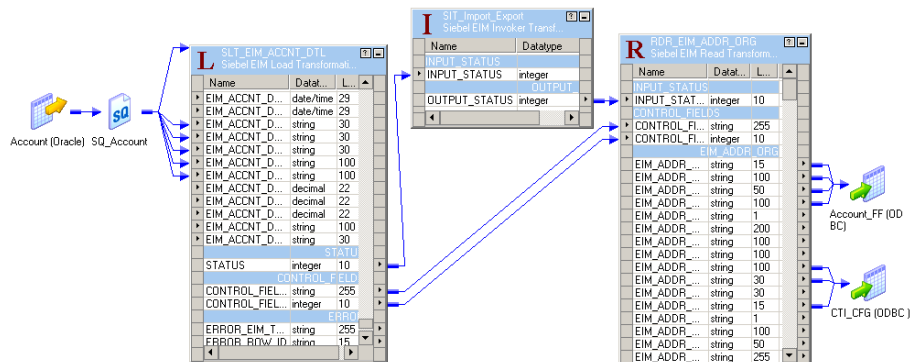 Account (Oracle)
SQ
SQ_Account
L
SLT_EIM_ACCNT_DTL
Siebel EIM Load Transformati...
Name Datat... L...
EIM_ACCNT_D... date/time 29
EIM_ACCNT_D... date/time 29
EIM_ACCNT_D... string 30
EIM_ACCNT_D... string 30
EIM_ACCNT_D... string 30
EIM_ACCNT_D... string 100
EIM_ACCNT_D... string 100
EIM_ACCNT_D... decimal 22
EIM_ACCNT_D... decimal 22
EIM_ACCNT_D... decimal 22
EIM_ACCNT_D... string 100
EIM_ACCNT_D... string 30
STATU
STATUS integer 10
CONTROL_FIELD
CONTROL_FIEL... string 255
CONTROL_FIEL... integer 10
ERRO
ERROR_EIM_T... string 255
ERROR_ROW_ID string 15
I
SIT_Import_Export
Siebel EIM Invoker Transf...
Name Datatype
INPUT_STATUS
INPUT_STATUS integer
OUTPUT_
OUTPUT_STATUS integer
R
RDR_EIM_ADDR_ORG
Siebel EIM Read Transforma...
Name Datat... L...
INPUT_STATUS
INPUT_STAT... integer 10
CONTROL_FIELDS
CONTROL_FI... string 255
CONTROL_FI... integer 10
EIM_ADDR_ORG
EIM_ADDR_... string 15
EIM_ADDR_... string 100
EIM_ADDR_... string 50
EIM_ADDR_... string 100
EIM_ADDR_... string 1
EIM_ADDR_... string 200
EIM_ADDR_... string 100
EIM_ADDR_... string 100
EIM_ADDR_... string 100
EIM_ADDR_... string 30
EIM_ADDR_... string 30
EIM_ADDR_... string 15
EIM_ADDR_... string 1
EIM_ADDR_... string 100
EIM_ADDR_... string 50
EIM_ADDR_... string 255
Account_FF (OD
BC)
CTI_CFG (ODBC )